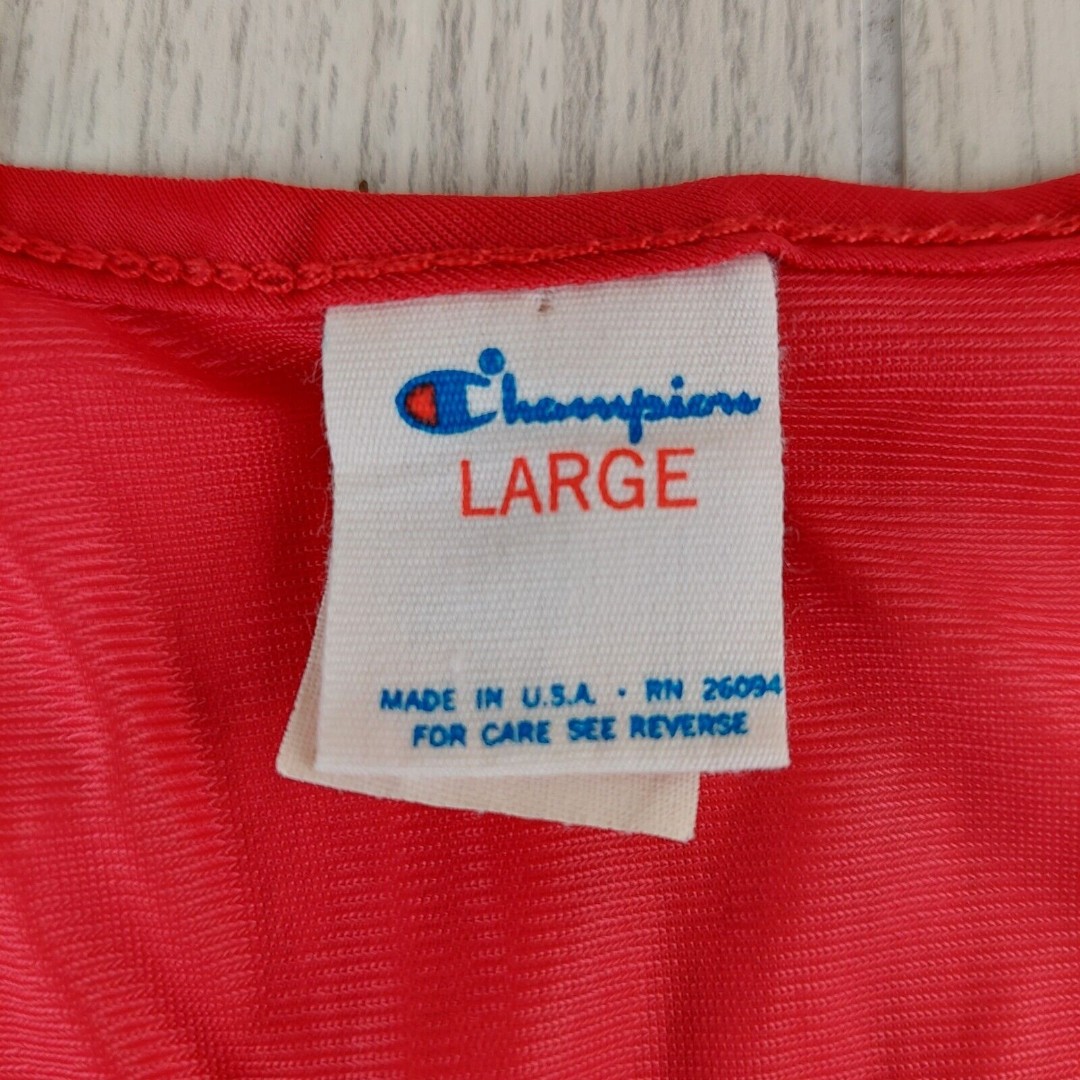 Champion
LARGE
MADE IN U.S.A. • RN 26094
FOR CARE SEE REVERSE